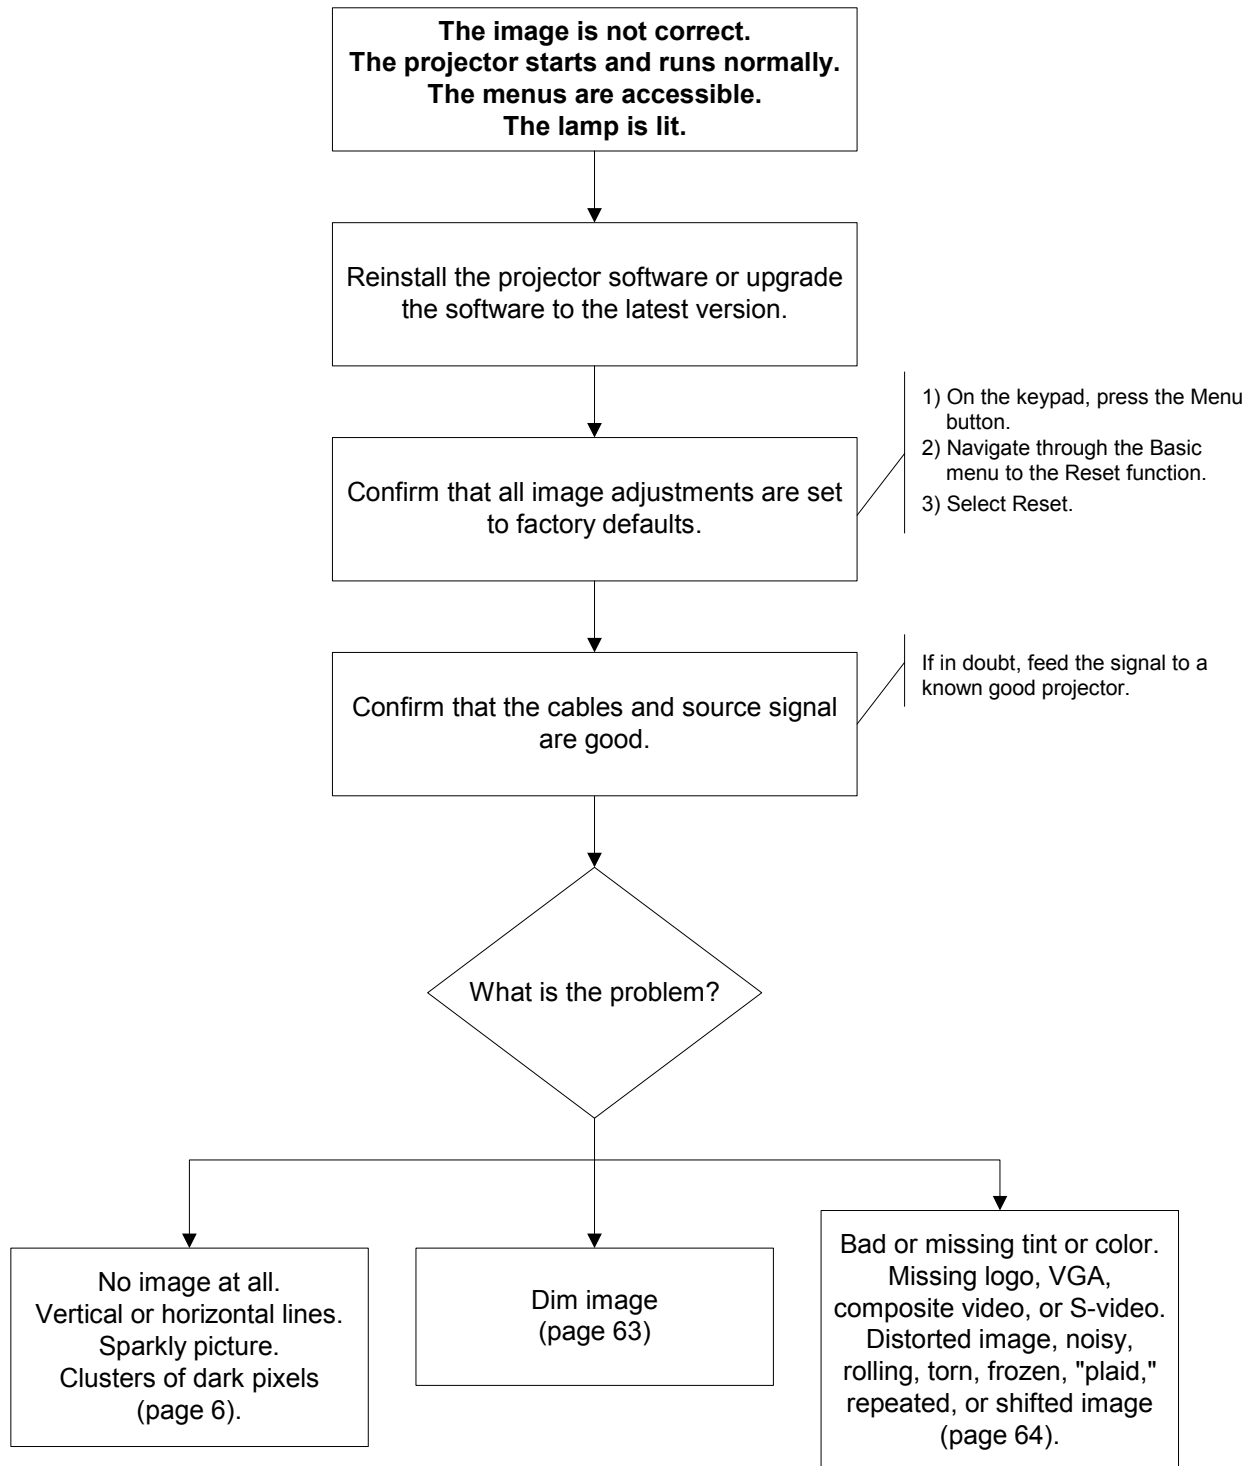 The image is not correct.
The projector starts and runs normally.
The menus are accessible.
The lamp is lit.
Reinstall the projector software or upgrade
the software to the latest version.
Confirm that all image adjustments are set
to factory defaults.
1) On the keypad, press the Menu
button.
2) Navigate through the Basic
menu to the Reset function.
3) Select Reset.
Confirm that the cables and source signal
are good.
If in doubt, feed the signal to a
known good projector.
What is the problem?
No image at all.
Vertical or horizontal lines.
Sparkly picture.
Clusters of dark pixels
(page 6).
Dim image
(page 63)
Bad or missing tint or color.
Missing logo, VGA,
composite video, or S-video.
Distorted image, noisy,
rolling, torn, frozen, "plaid,"
repeated, or shifted image
(page 64).